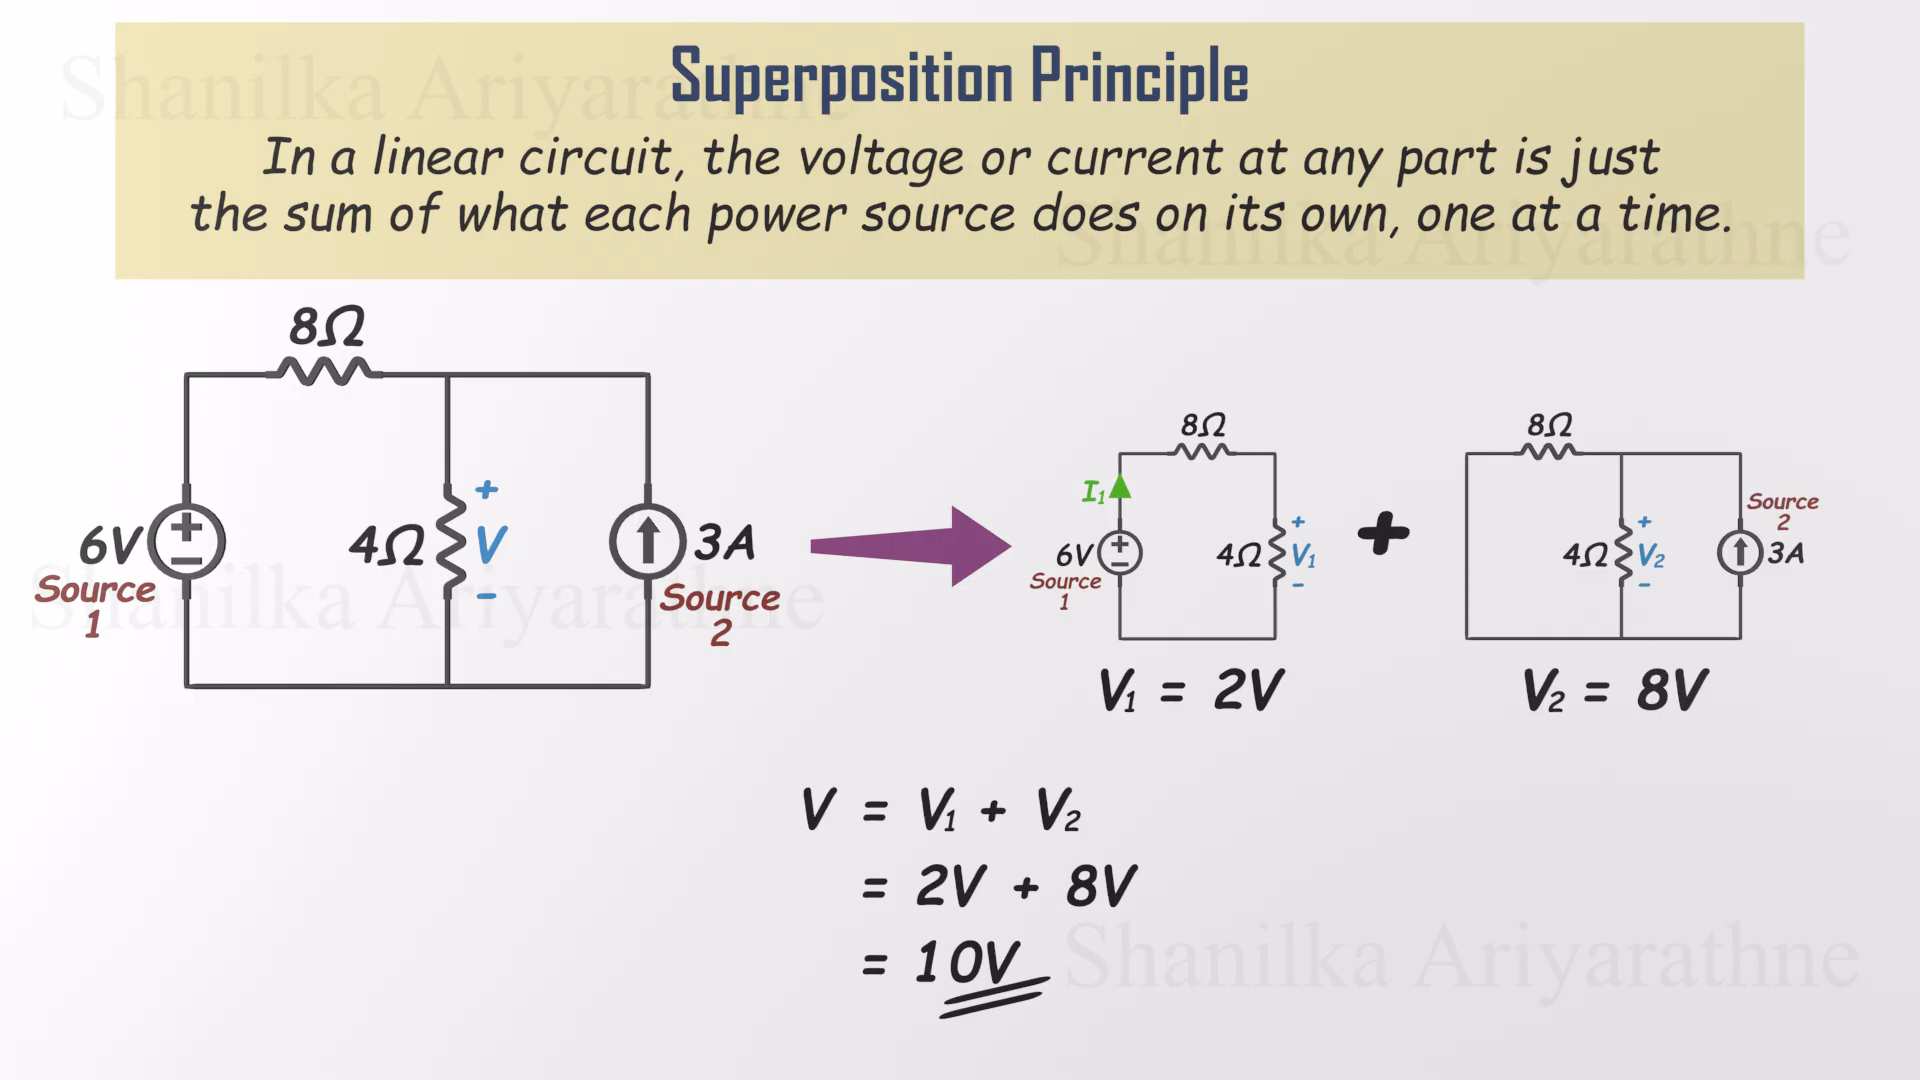 Superposition Principle
In a linear circuit, the voltage or current at any part is just
the sum of what each power source does on its own, one at a time.
Shanilka Ariyarathne
Shanilka Ariyarathne
8Ω
6V
Source
1
4Ω
+
V
-
3A
Source
2
Shanilka Ariyarathne
8Ω
I₁
6V
Source
1
4Ω
+
V₁
-
V₁ = 2V
+
8Ω
4Ω
+
V₂
-
Source
2
3A
V₂ = 8V
V = V₁ + V₂
= 2V + 8V
= 10V
Shanilka Ariyarathne